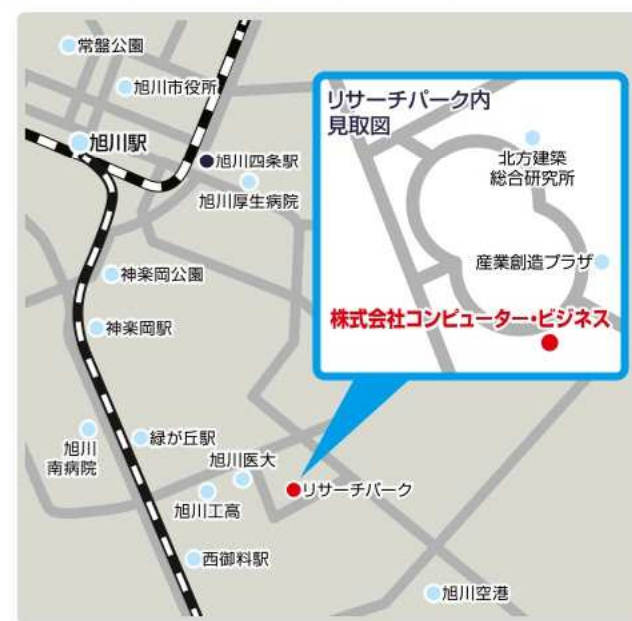 常盤公園
旭川市役所
旭川駅
旭川四条駅
旭川厚生病院
リサーチパーク内
見取図
北方建築
総合研究所
産業創造プラザ
株式会社コンピューター・ビジネス
神楽岡公園
神楽岡駅
旭川
南病院
緑が丘駅
旭川医大
旭川工高
リサーチパーク
西御料駅
旭川空港